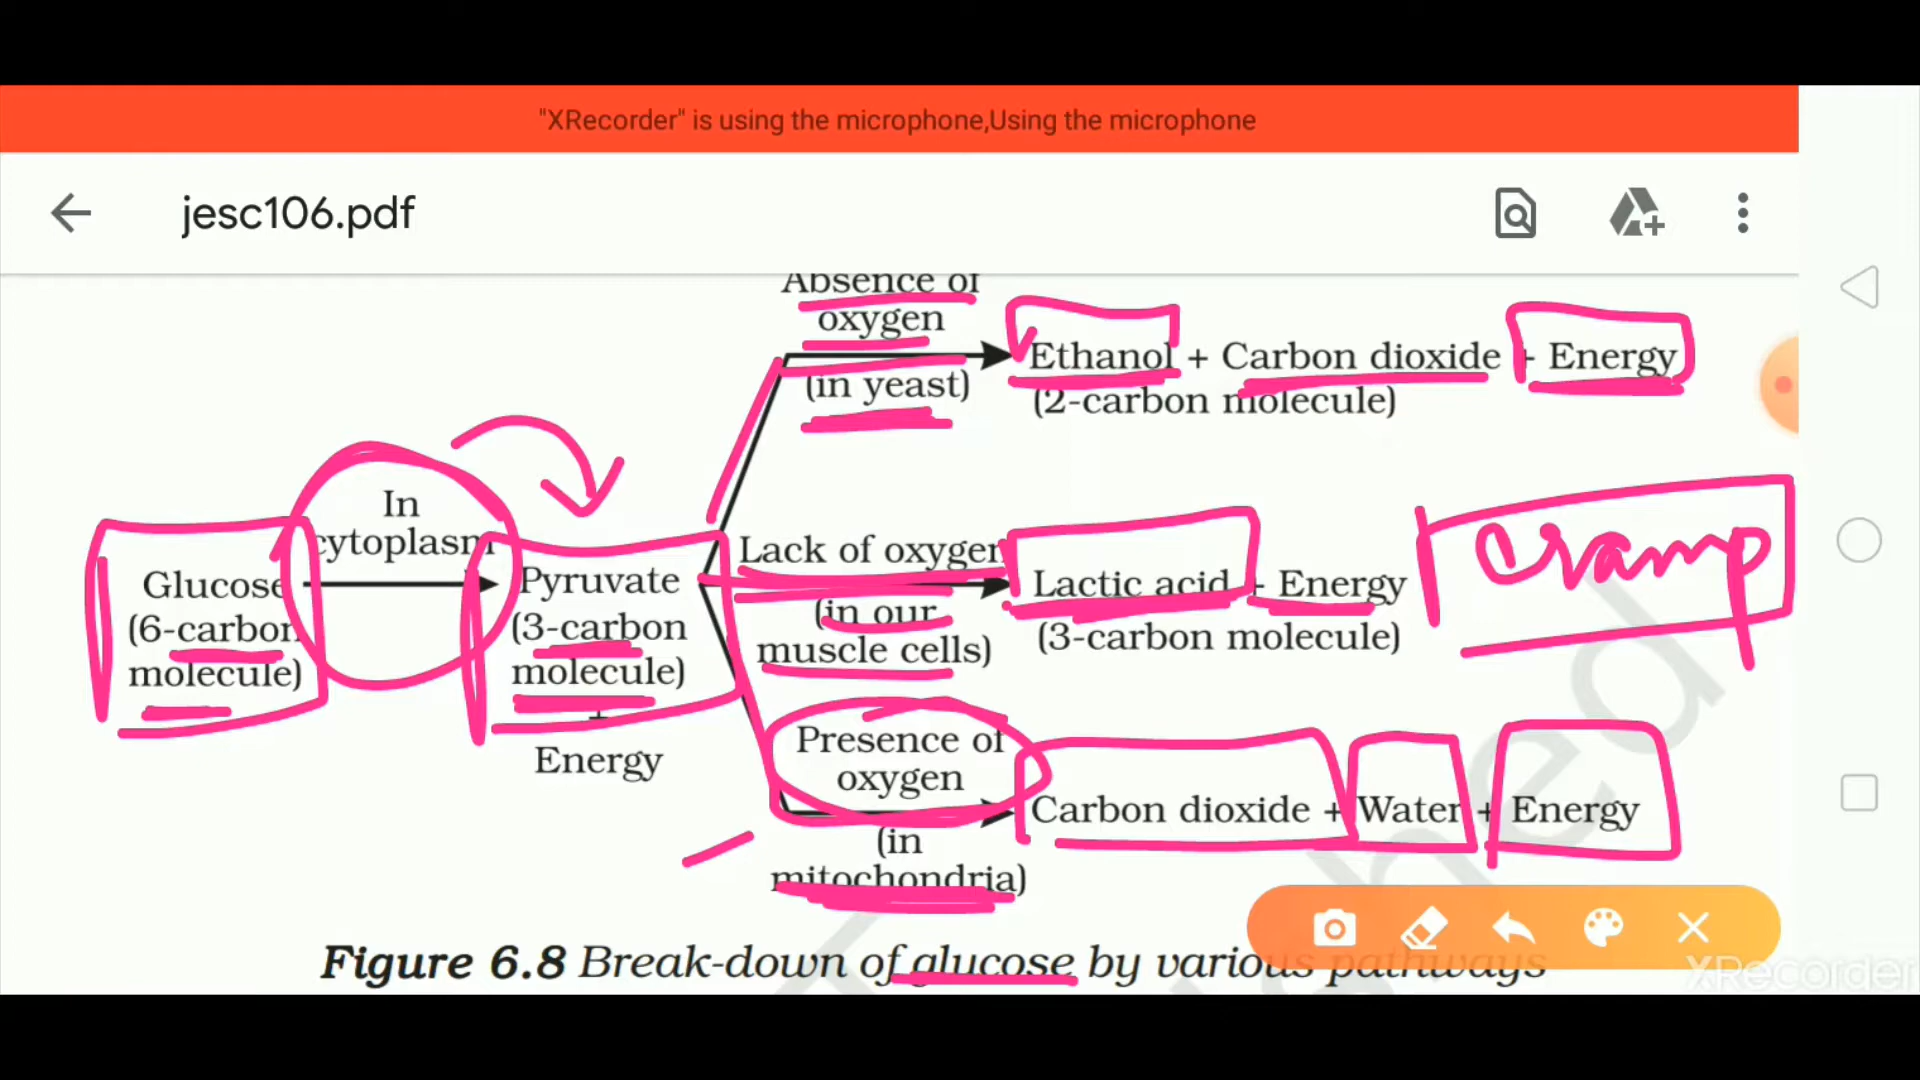 "XRecorder" is using the microphone,Using the microphone
jesc106.pdf
Absence of
oxygen
(in yeast)
Ethanol + Carbon dioxide + Energy
(2-carbon molecule)
In
cytoplasm
Glucose
(6-carbon
molecule)
Pyruvate
(3-carbon
molecule)
+
Energy
Lack of oxygen
(in our
muscle cells)
Lactic acid + Energy
(3-carbon molecule)
Cramp
Presence of
oxygen
(in
mitochondria)
Carbon dioxide + Water + Energy
Figure 6.8 Break-down of glucose by various pathways
XRecorder